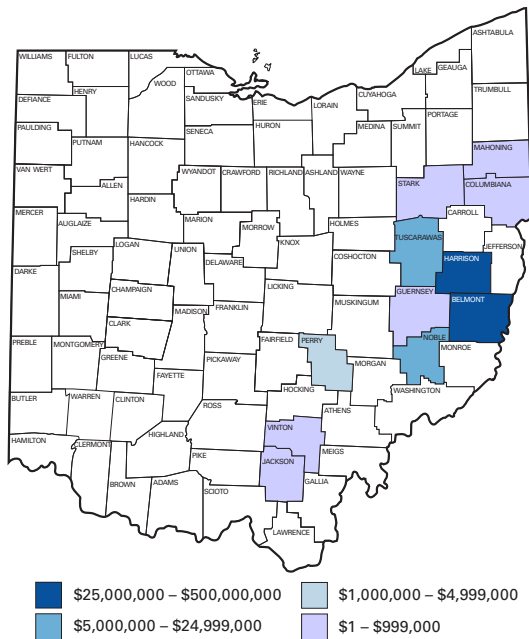 ASHTABULA
WILLIAMS
FULTON
LUCAS
LAKE
GEAUGA
OTTAWA
WOOD
TRUMBULL
HENRY
CUYAHOGA
SANDUSKY
DEFIANCE
ERIE
LORAIN
PORTAGE
PAULDING
SENECA
HURON
MEDINA
SUMMIT
PUTNAM
HANCOCK
MAHONING
VAN WERT
WYANDOT
CRAWFORD
RICHLAND
ASHLAND
WAYNE
STARK
COLUMBIANA
ALLEN
HARDIN
MERCER
CARROLL
MARION
AUGLAIZE
MORROW
HOLMES
TUSCARAWAS
LOGAN
KNOX
JEFFERSON
SHELBY
UNION
COSHOCTON
HARRISON
DELAWARE
DARKE
CHAMPAIGN
LICKING
GUERNSEY
MIAMI
MUSKINGUM
BELMONT
MADISON
FRANKLIN
CLARK
PREBLE
MONTGOMERY
FAIRFIELD
PERRY
NOBLE
MONROE
GREENE
PICKAWAY
MORGAN
FAYETTE
HOCKING
WASHINGTON
BUTLER
WARREN
CLINTON
ROSS
ATHENS
VINTON
HAMILTON
CLERMONT
HIGHLAND
MEIGS
PIKE
JACKSON
BROWN
ADAMS
SCIOTO
GALLIA
LAWRENCE
$25,000,000 – $500,000,000
$1,000,000 – $4,999,000
$5,000,000 – $24,999,000
$1 – $999,000